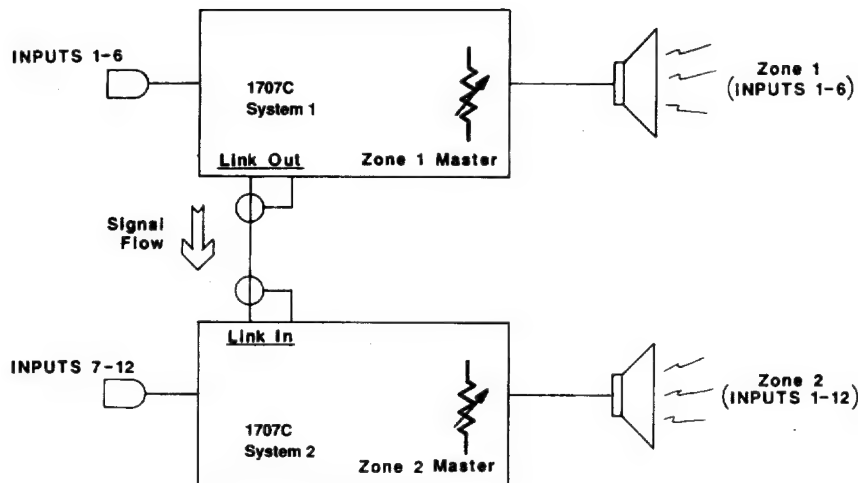 INPUTS 1-6
1707C
System 1
Link Out
Zone 1 Master
Zone 1
(INPUTS 1-6)
Signal
Flow
Link In
INPUTS 7-12
1707C
System 2
Zone 2 Master
Zone 2
(INPUTS 1-12)